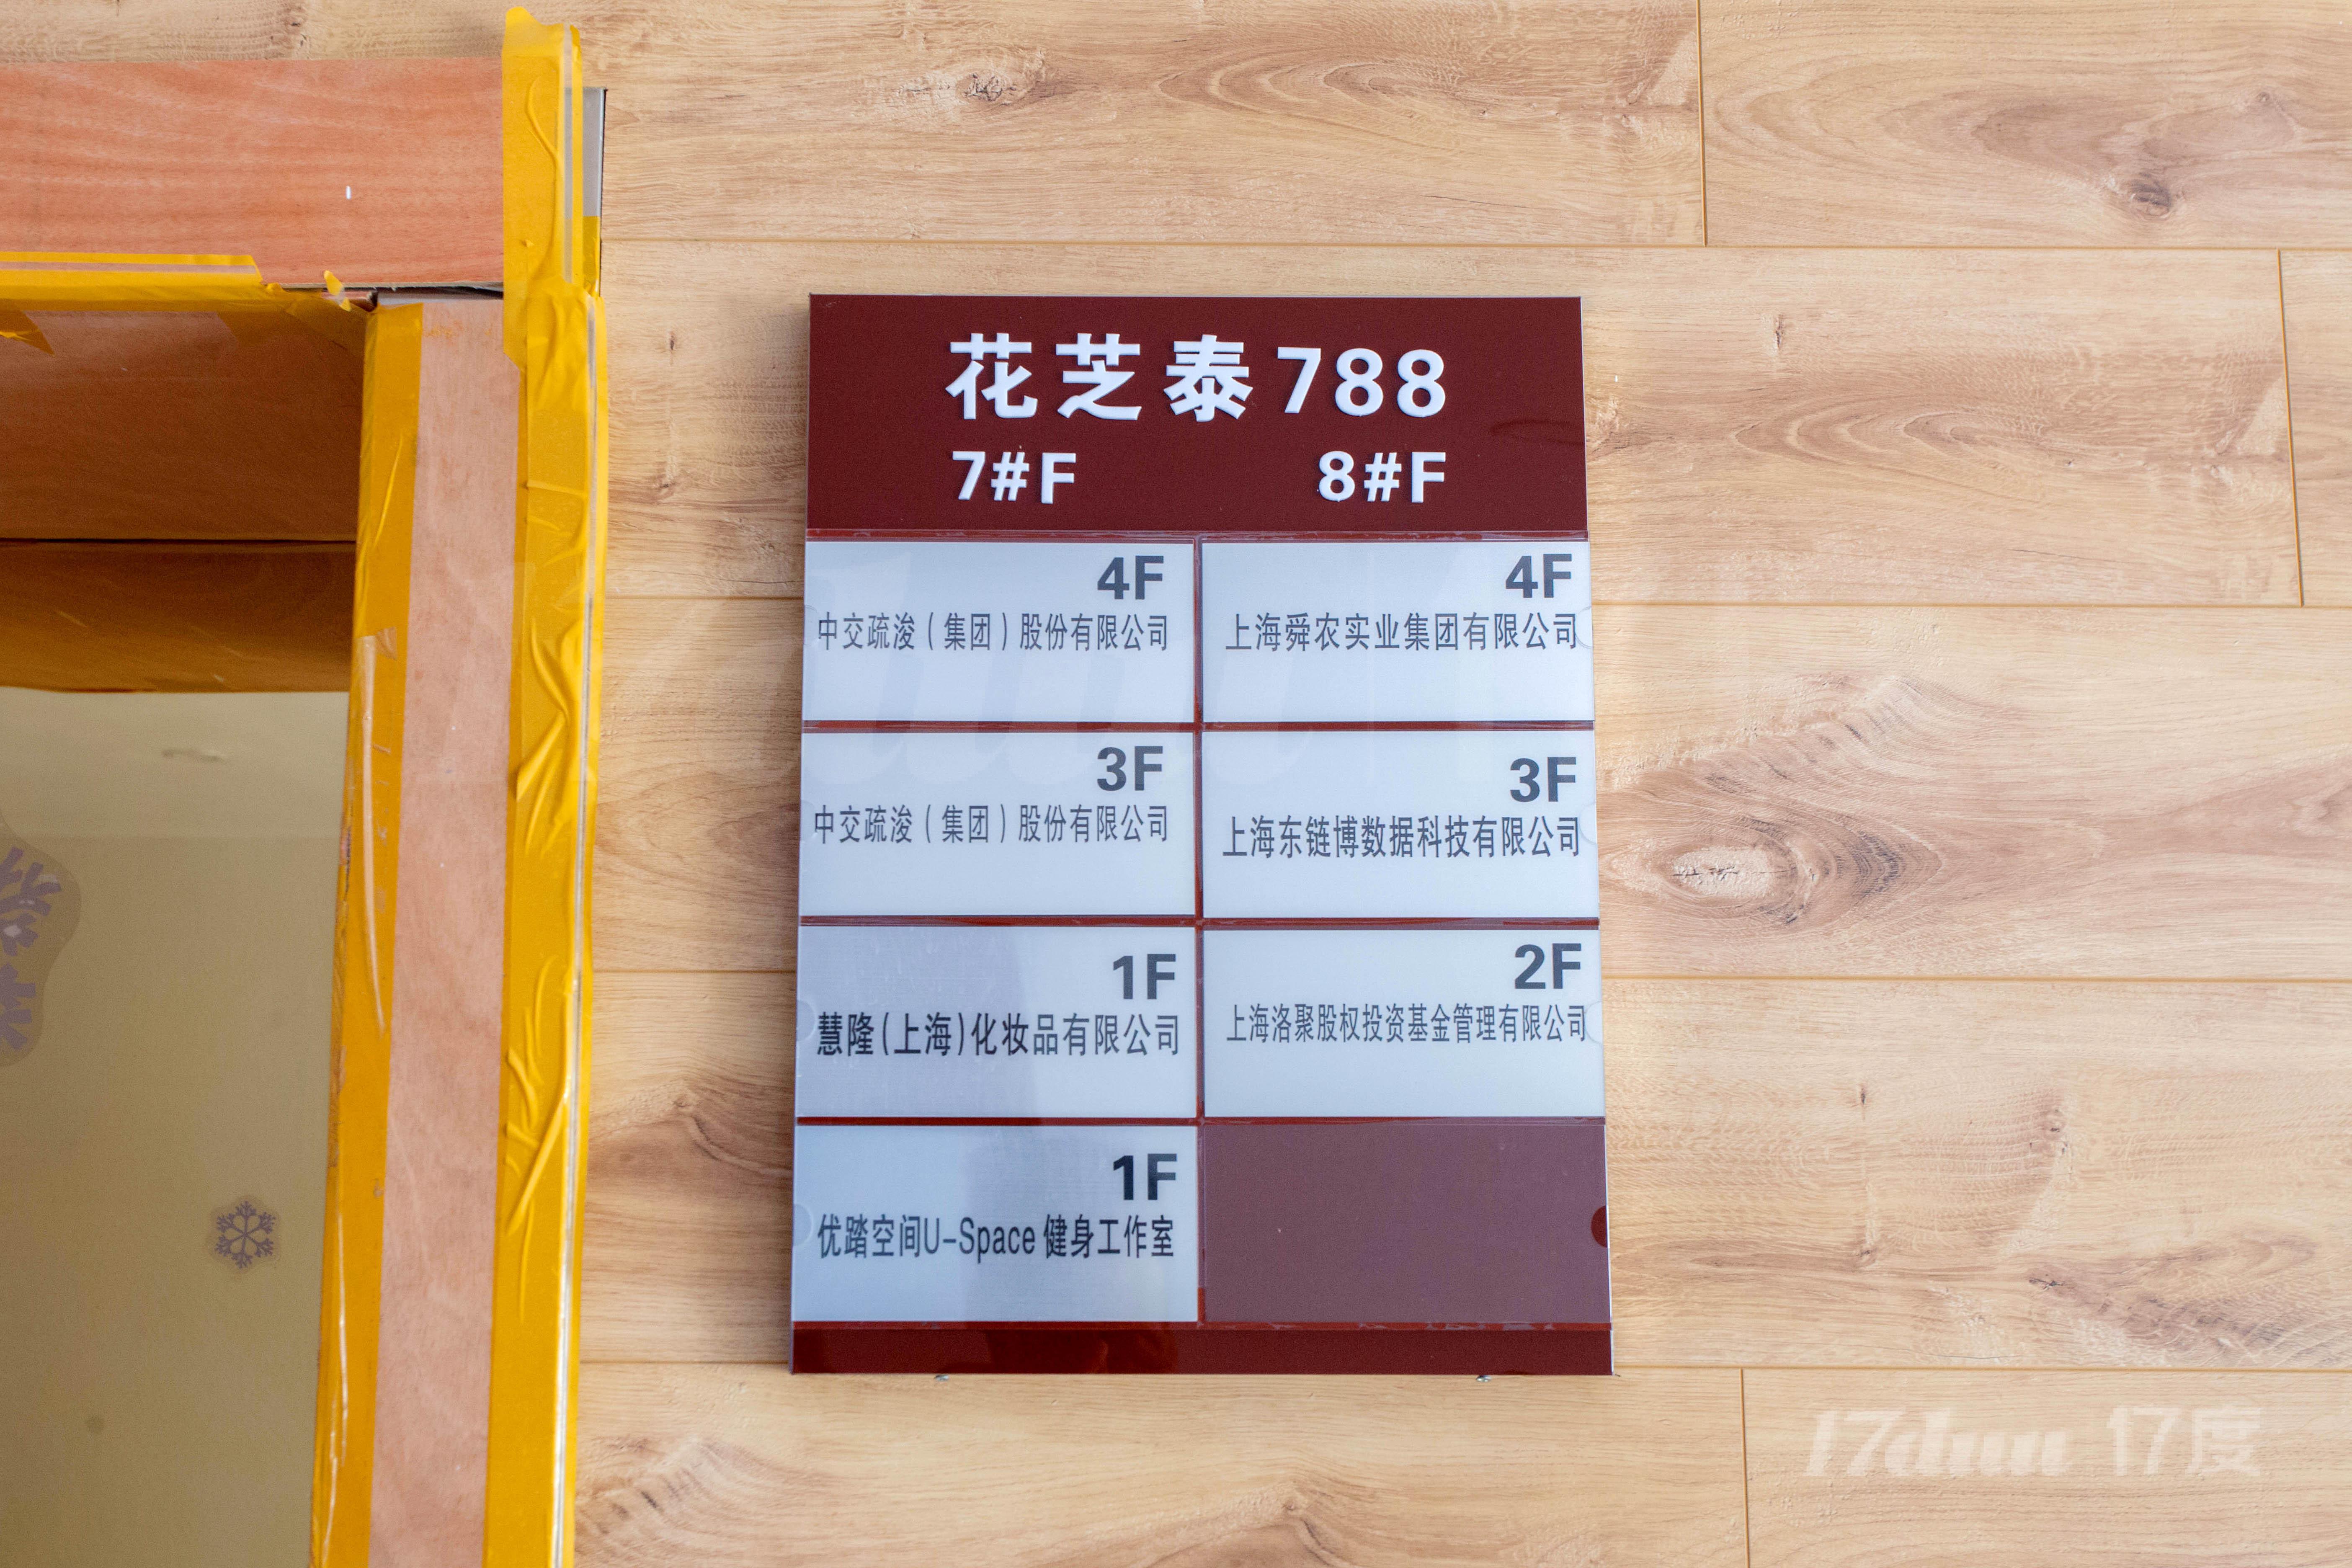 花芝泰788
7#F 8#F
4F
中交疏浚（集团）股份有限公司
4F
上海舜农实业集团有限公司
3F
中交疏浚（集团）股份有限公司
3F
上海东链博数据科技有限公司
1F
慧隆(上海)化妆品有限公司
2F
上海洛聚股权投资基金管理有限公司
1F
优踏空间U-Space 健身工作室
17duu 17度